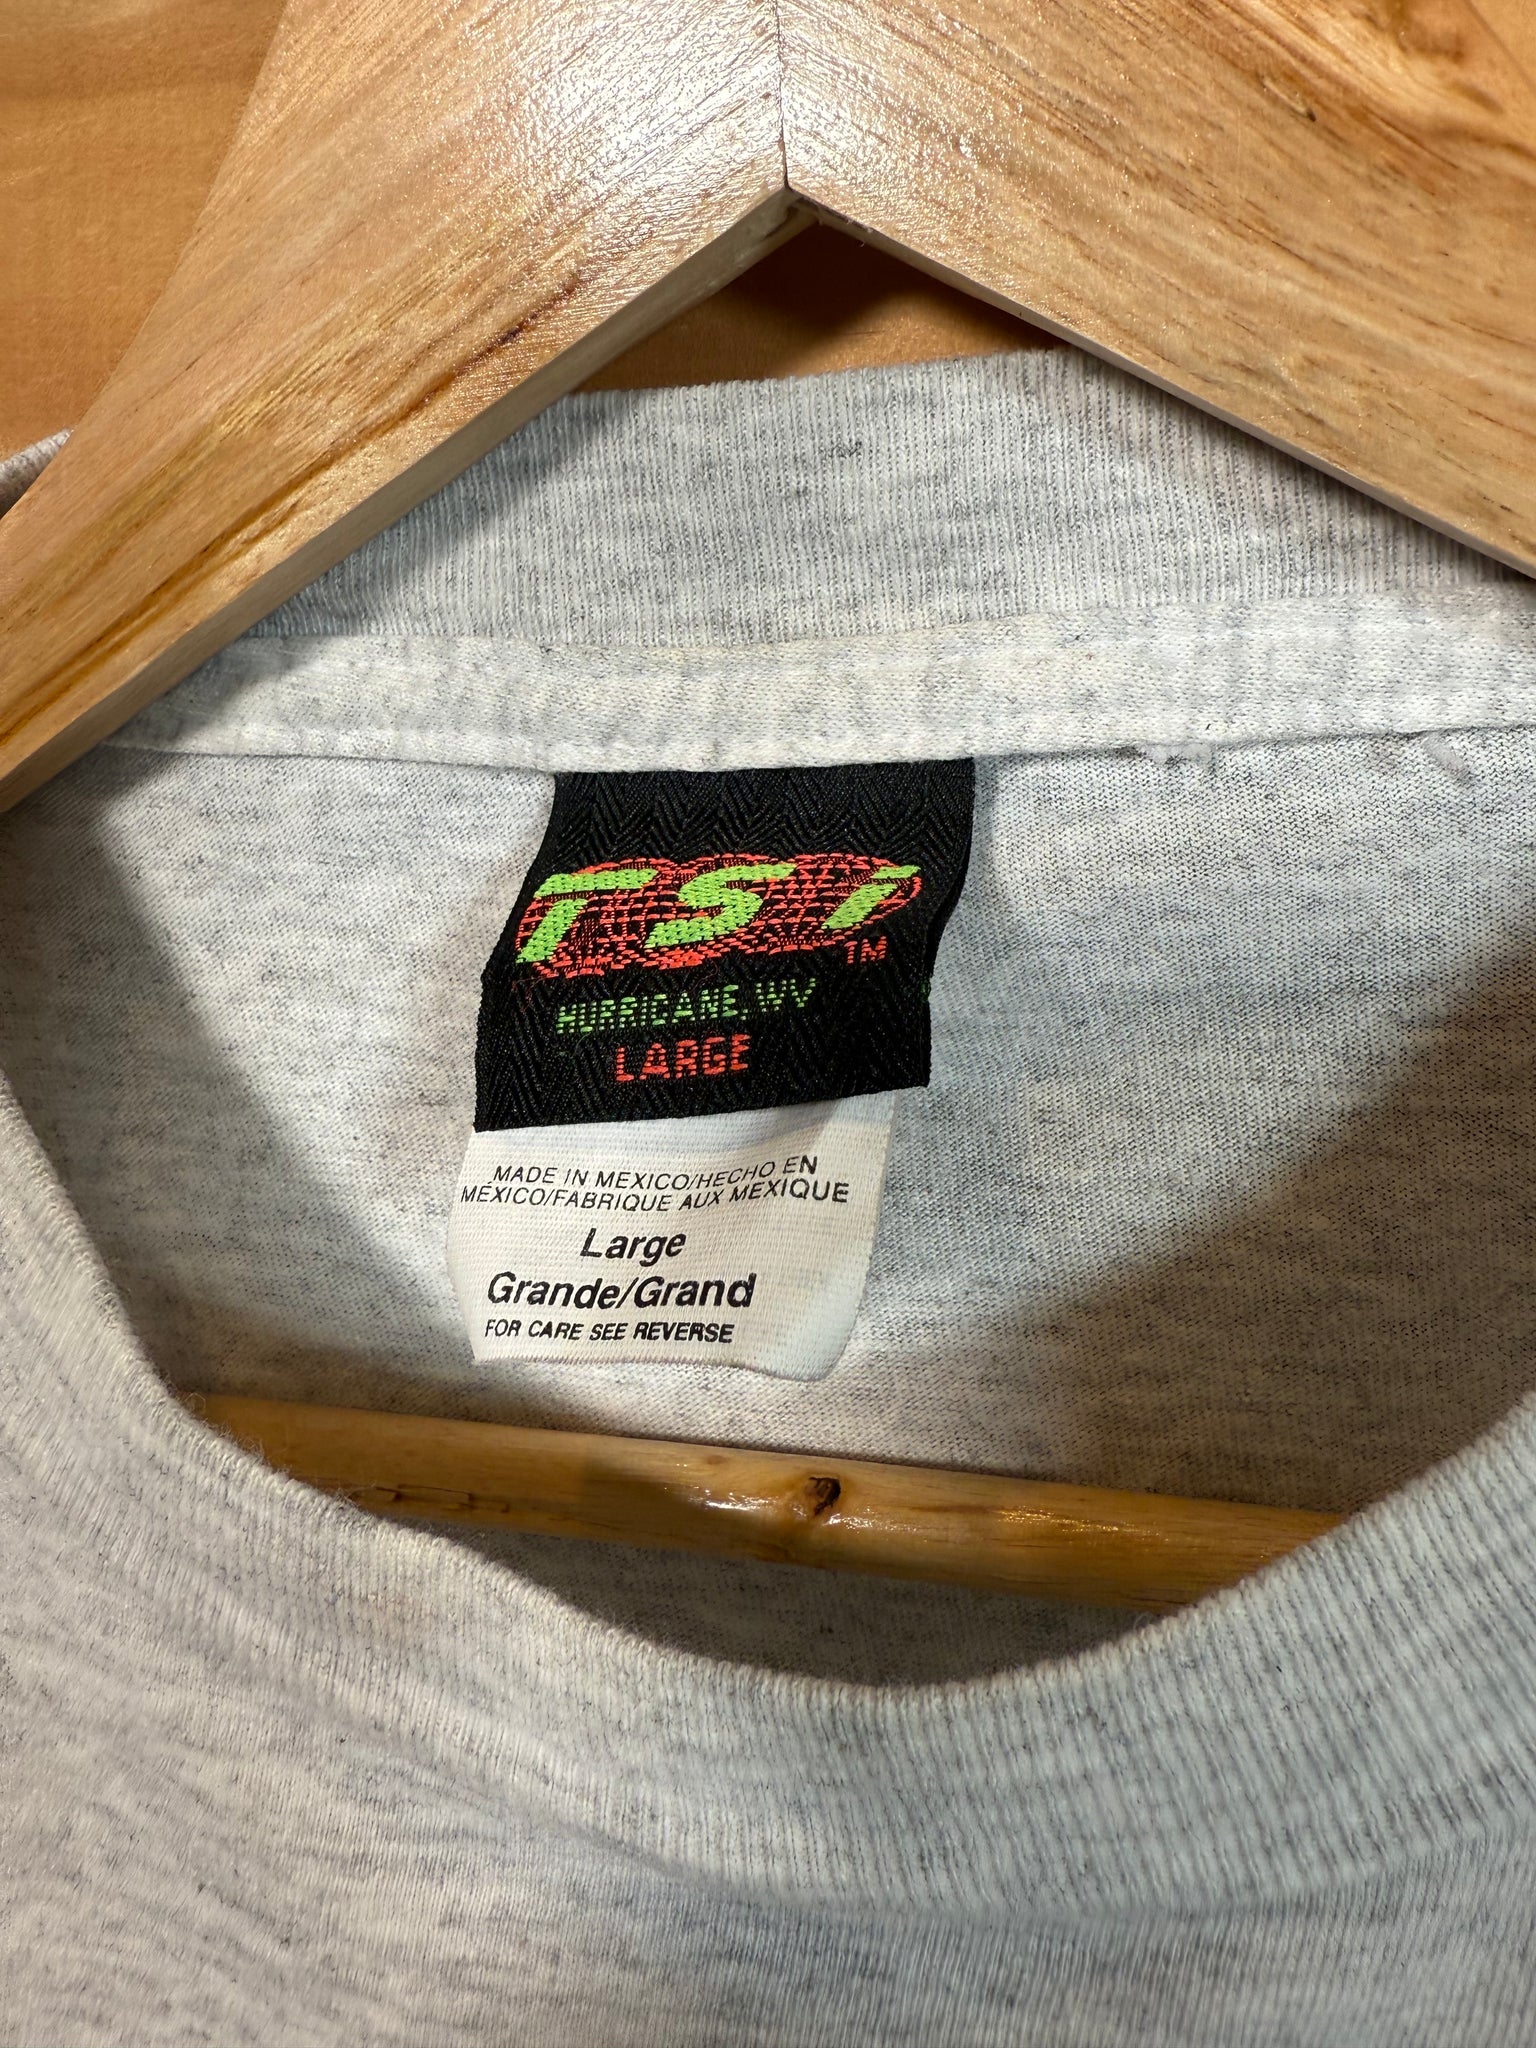 TSI
TM
HURRICANE, WV
LARGE
MADE IN MEXICO/HECHO EN
MÉXICO/FABRIQUE AUX MEXIQUE
Large
Grande/Grand
FOR CARE SEE REVERSE